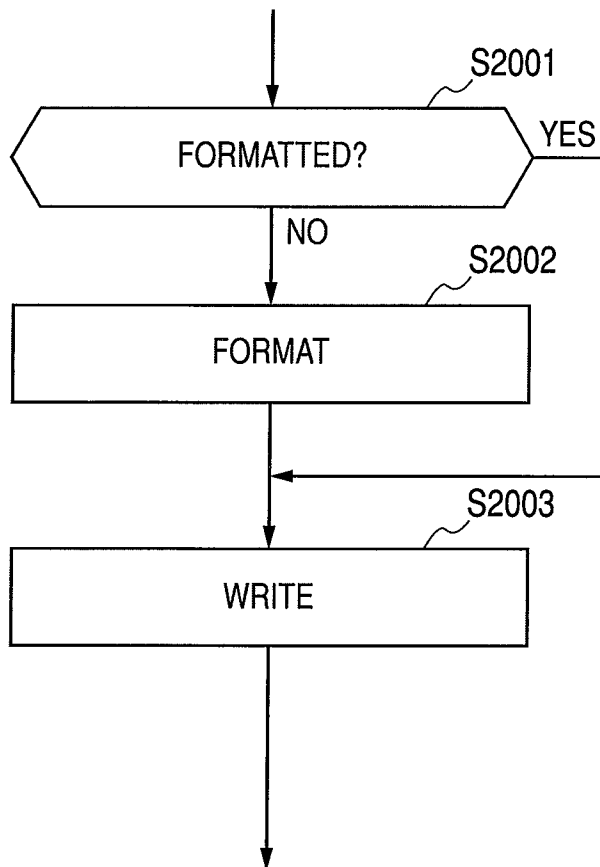 S2001
FORMATTED?
YES
NO
S2002
FORMAT
S2003
WRITE